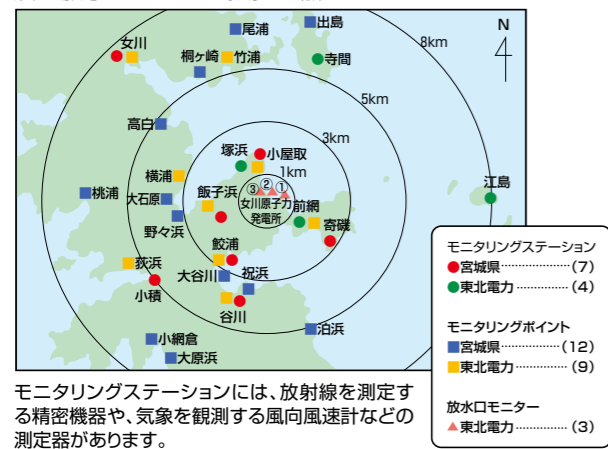 尾浦
出島
N
女川
8km
桐ヶ崎
竹浦
寺間
5km
高白
3km
塚浜
小屋取
1km
横浦
③ ② ①
江島
桃浦
大石原
飯子浜
女川原子力
発電所
前網
寄磯
野々浜
鮫浦
荻浜
大谷川
祝浜
小積
谷川
泊浜
小網倉
大原浜
モニタリングステーション
宮城県……………(7)
東北電力…………(4)
モニタリングポイント
宮城県……………(12)
東北電力…………(9)
放水口モニター
東北電力…………(3)
モニタリングステーションには、放射線を測定す
る精密機器や、気象を観測する風向風速計などの
測定器があります。